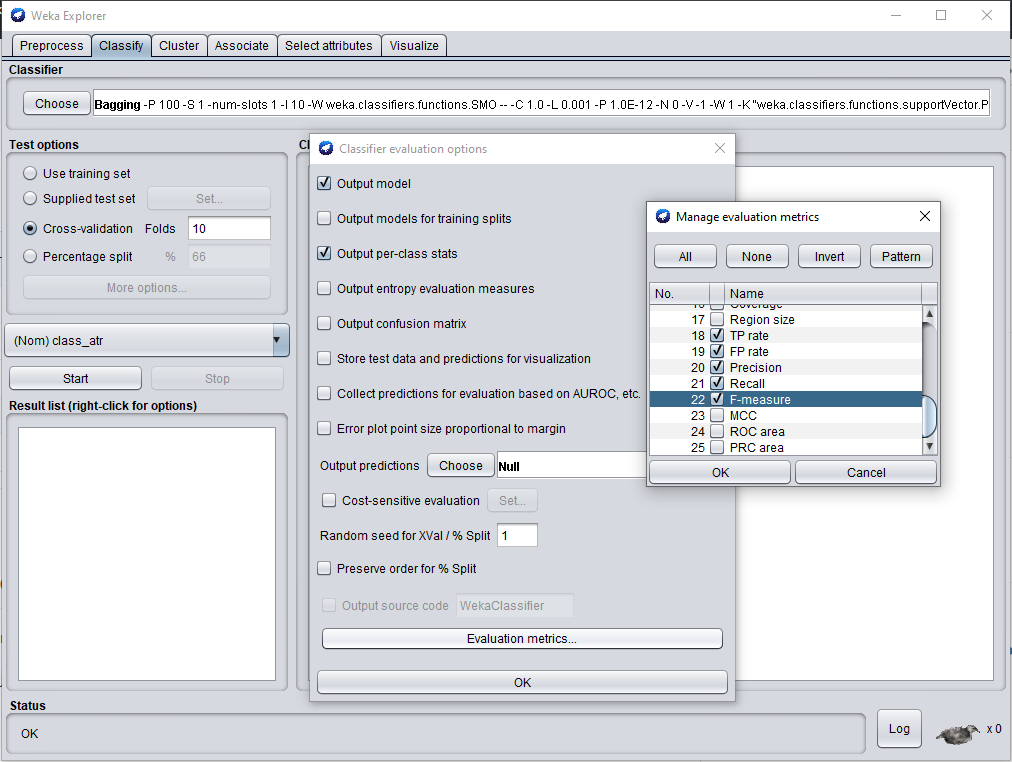 Weka Explorer
Preprocess Classify Cluster Associate Select attributes Visualize
Classifier
Choose Bagging -P 100 -S 1 -num-slots 1 -I 10 -W weka.classifiers.functions.SMO -- -C 1.0 -L 0.001 -P 1.0E-12 -N 0 -V -1 -W 1 -K "weka.classifiers.functions.supportVector.P
Test options
Use training set
Supplied test set Set...
Cross-validation Folds 10
Percentage split % 66
More options...
(Nom) class_atr
Start Stop
Result list (right-click for options)
Cl
Classifier evaluation options
Output model
Output models for training splits
Output per-class stats
Output entropy evaluation measures
Output confusion matrix
Store test data and predictions for visualization
Collect predictions for evaluation based on AUROC, etc.
Error plot point size proportional to margin
Output predictions Choose Null
Cost-sensitive evaluation Set...
Random seed for XVal / % Split 1
Preserve order for % Split
Output source code WekaClassifier
Evaluation metrics...
OK
Manage evaluation metrics
All None Invert Pattern
No. Name
16 Coverage
17 Region size
18 TP rate
19 FP rate
20 Precision
21 Recall
22 F-measure
23 MCC
24 ROC area
25 PRC area
OK Cancel
Status
OK
Log x 0